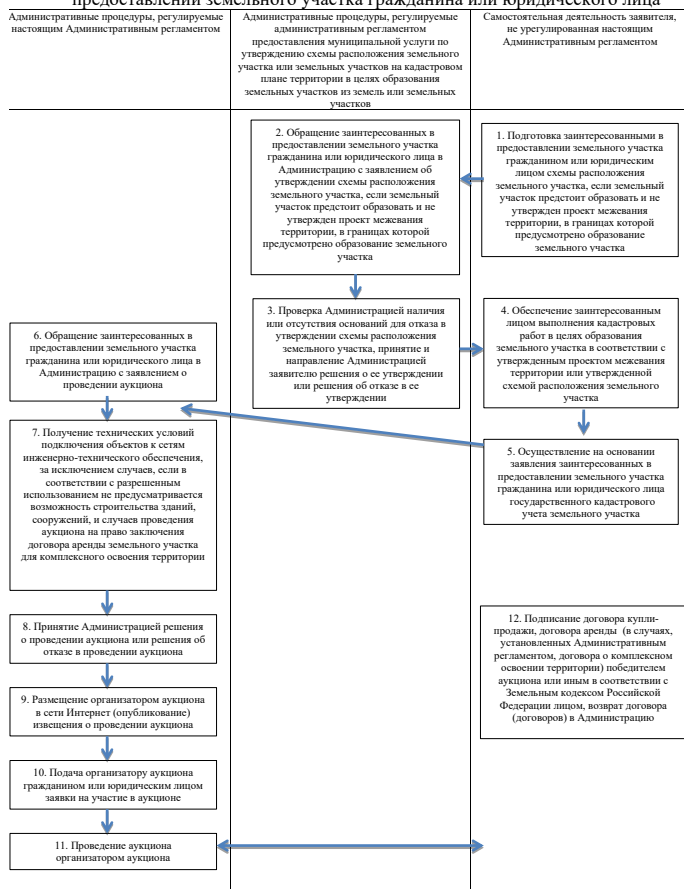 предоставлении земельного участка гражданина или юридического лица
Административные процедуры, регулируемые
настоящим Административным регламентом
Административные процедуры, регулируемые
административным регламентом
предоставления муниципальной услуги по
утверждению схемы расположения земельного
участка или земельных участков на кадастровом
плане территории в целях образования
земельных участков из земель или земельных
участков
Самостоятельная деятельность заявителя,
не урегулированная настоящим
Административным регламентом
1. Подготовка заинтересованными в
предоставлении земельного участка
гражданином или юридическим
лицом схемы расположения
земельного участка, если земельный
участок предстоит образовать и не
утвержден проект межевания
территории, в границах которой
предусмотрено образование
земельного участка
2. Обращение заинтересованных в
предоставлении земельного участка
гражданина или юридического лица в
Администрацию с заявлением об
утверждении схемы расположения
земельного участка, если земельный
участок предстоит образовать и не
утвержден проект межевания
территории, в границах которой
предусмотрено образование земельного
участка
3. Проверка Администрацией наличия
или отсутствия оснований для отказа в
утверждении схемы расположения
земельного участка, принятие и
направление Администрацией
заявителю решения о ее утверждении
или решения об отказе в ее
утверждении
4. Обеспечение заинтересованным
лицом выполнения кадастровых
работ в целях образования
земельного участка в соответствии с
утвержденным проектом межевания
территории или утвержденной
схемой расположения земельного
участка
5. Осуществление на основании
заявления заинтересованных в
предоставлении земельного участка
гражданина или юридического лица
государственного кадастрового
учета земельного участка
6. Обращение заинтересованных в
предоставлении земельного участка
гражданина или юридического лица в
Администрацию с заявлением о
проведении аукциона
7. Получение технических условий
подключения объектов к сетям
инженерно-технического обеспечения,
за исключением случаев, если в
соответствии с разрешенным
использованием не предусматривается
возможность строительства зданий,
сооружений, и случаев проведения
аукциона на право заключения
договора аренды земельного участка
для комплексного освоения территории
8. Принятие Администрацией решения
о проведении аукциона или решения об
отказе в проведении аукциона
9. Размещение организатором аукциона
в сети Интернет (опубликование)
извещения о проведении аукциона
10. Подача организатору аукциона
гражданином или юридическим лицом
заявки на участие в аукционе
11. Проведение аукциона
организатором аукциона
12. Подписание договора купли-
продажи, договора аренды (в случаях,
установленных Административным
регламентом, договора о комплексном
освоении территории) победителем
аукциона или иным в соответствии с
Земельным кодексом Российской
Федерации лицом, возврат договора
(договоров) в Администрацию